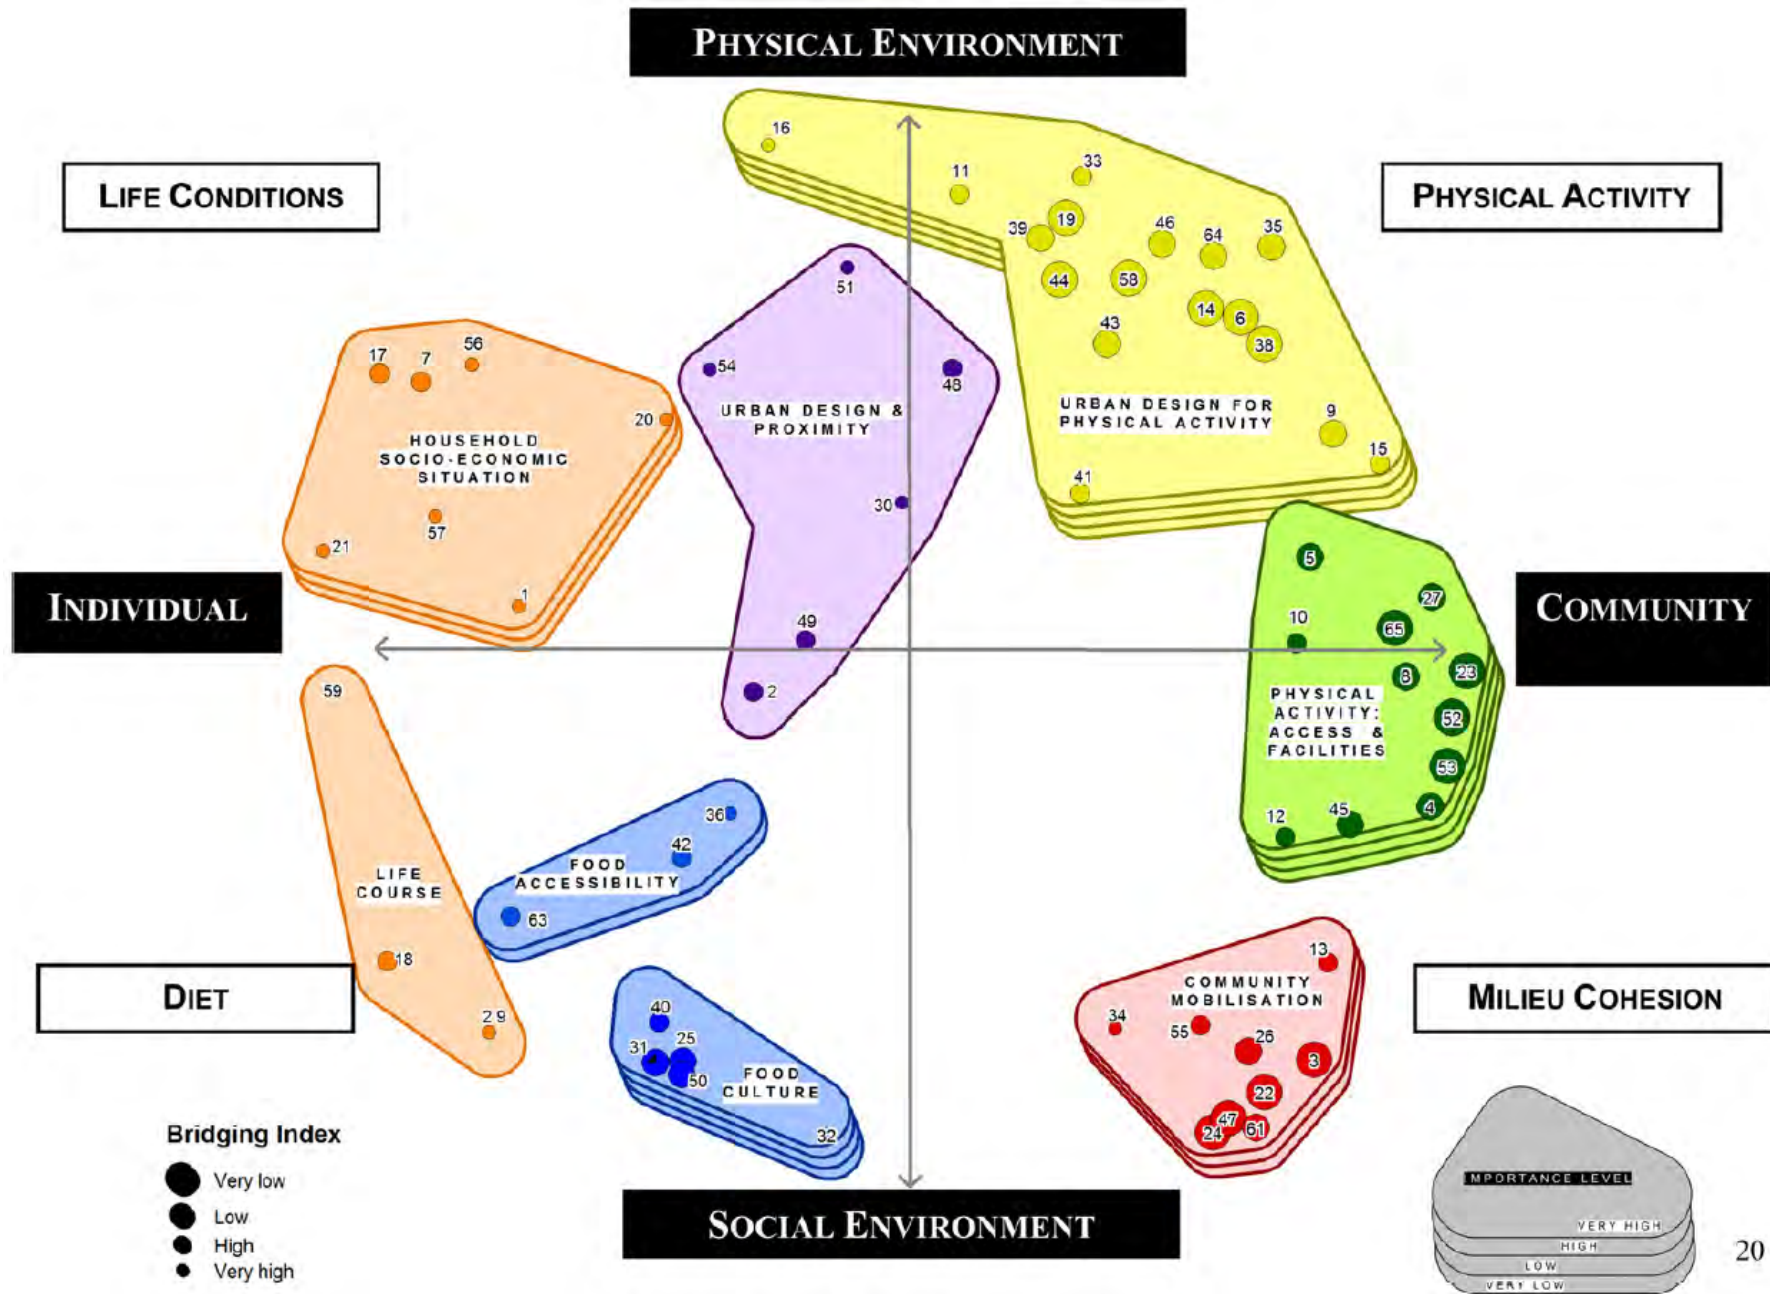 PHYSICAL ENVIRONMENT
16
LIFE CONDITIONS
11
33
PHYSICAL ACTIVITY
39
19
46
64
35
51
44
58
14
6
43
38
17
7
56
54
48
20
URBAN DESIGN &
PROXIMITY
URBAN DESIGN FOR
PHYSICAL ACTIVITY
9
15
HOUSEHOLD
SOCIO-ECONOMIC
SITUATION
41
30
57
21
5
1
27
INDIVIDUAL
COMMUNITY
49
10
65
8
23
59
2
PHYSICAL
ACTIVITY:
ACCESS &
FACILITIES
52
53
36
4
12
45
42
FOOD
ACCESSIBILITY
LIFE
COURSE
63
18
13
COMMUNITY
MOBILISATION
DIET
MILIEU COHESION
40
29
34
55
26
31
25
50
3
FOOD
CULTURE
22
47
24
61
32
Bridging Index
Very low
Low
High
Very high
SOCIAL ENVIRONMENT
IMPORTANCE LEVEL
VERY HIGH
HIGH
LOW
VERY LOW
20